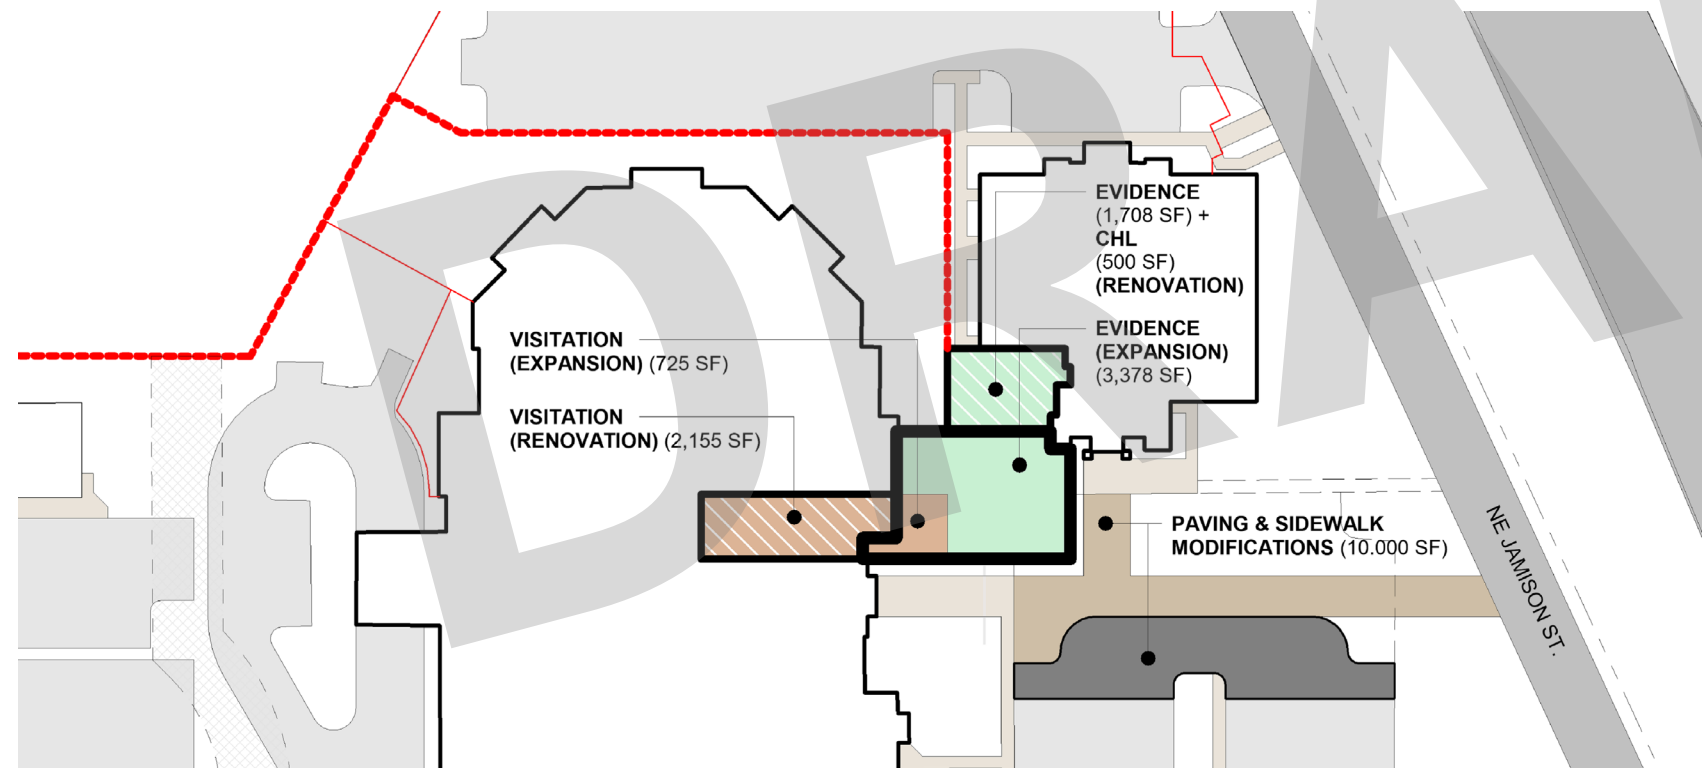 EVIDENCE
(1,708 SF) +
CHL
(500 SF)
(RENOVATION)
EVIDENCE
(EXPANSION)
(3,378 SF)
VISITATION
(EXPANSION) (725 SF)
VISITATION
(RENOVATION) (2,155 SF)
PAVING & SIDEWALK
MODIFICATIONS (10.000 SF)
NE JAMISON ST.
DRA